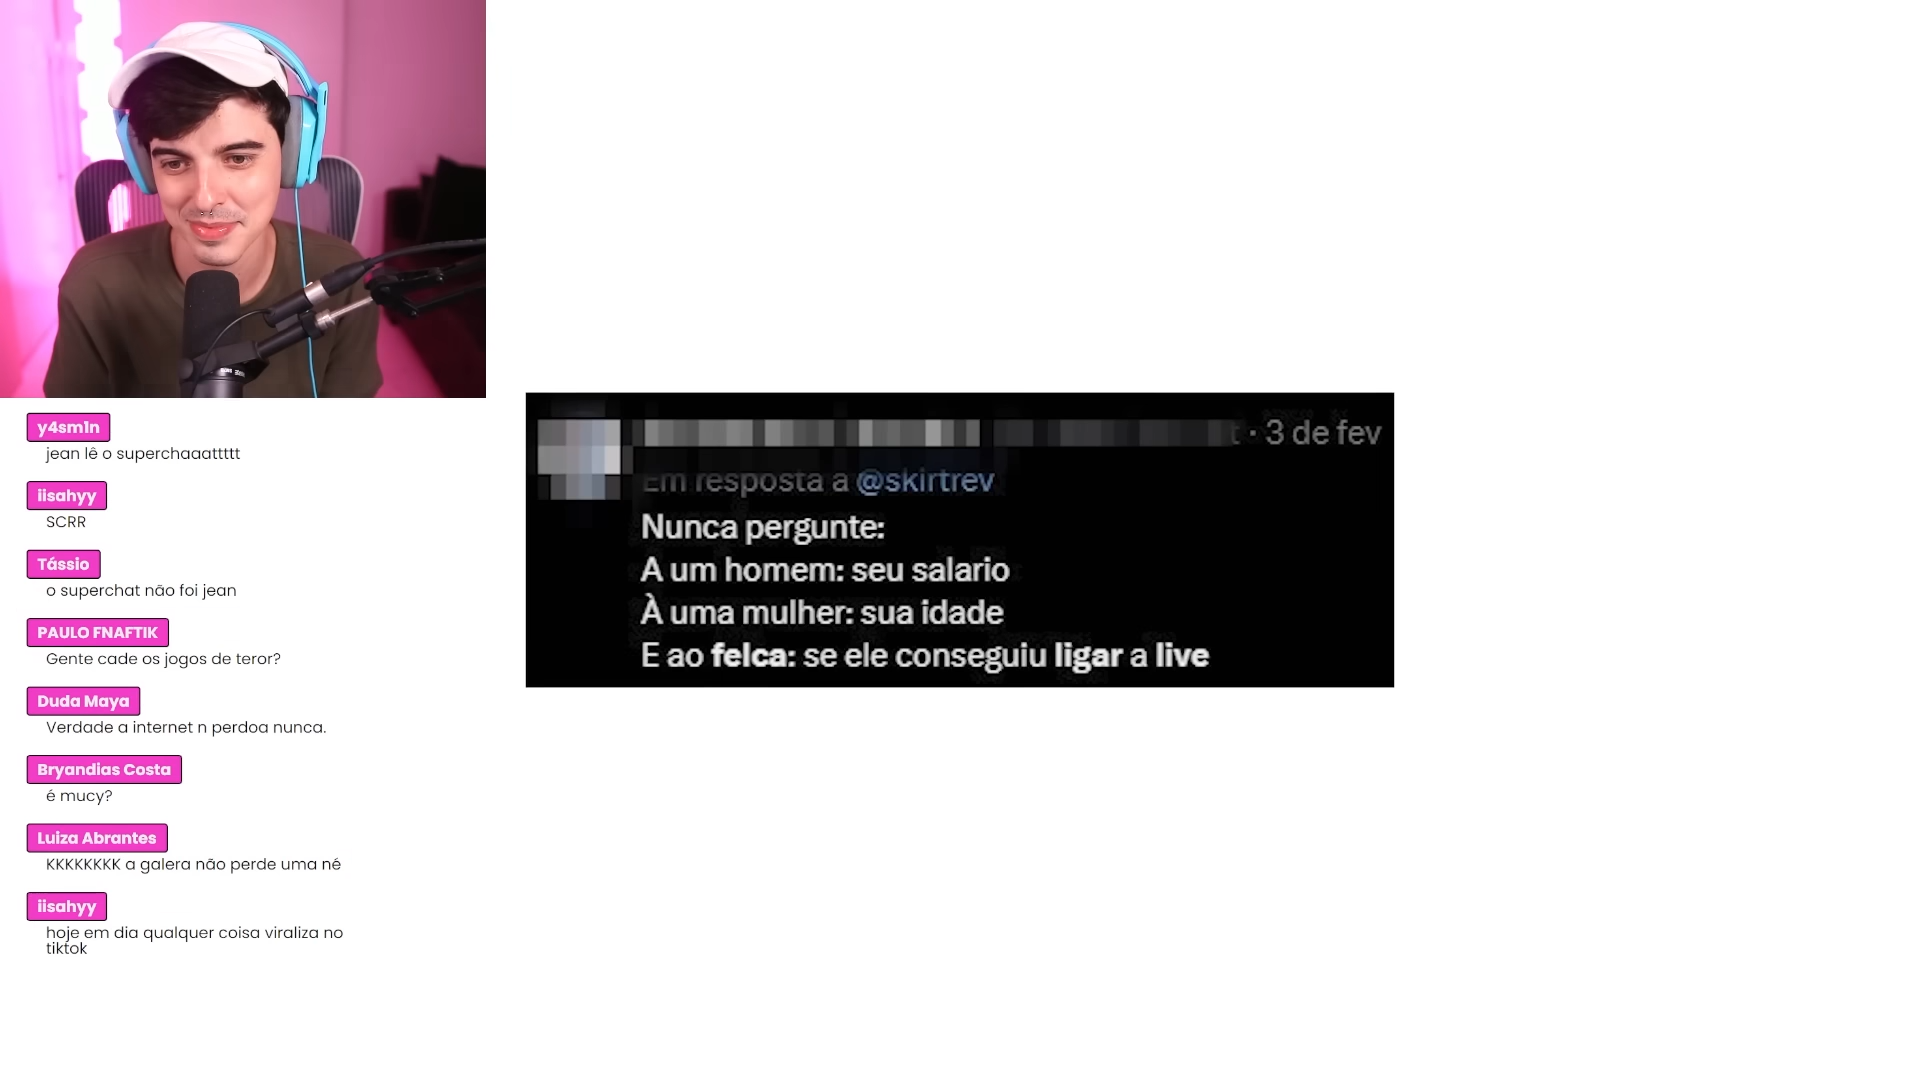 y4sm1n
jean lê o superchaaattttt
iisahyy
SCRR
Tássio
o superchat não foi jean
PAULO FNAFTIK
Gente cade os jogos de teror?
Duda Maya
Verdade a internet n perdoa nunca.
Bryandias Costa
é mucy?
Luiza Abrantes
KKKKKKKK a galera não perde uma né
iisahyy
hoje em dia qualquer coisa viraliza no
tiktok
t · 3 de fev
Em resposta a @skirtrev
Nunca pergunte:
A um homem: seu salario
À uma mulher: sua idade
E ao felca: se ele conseguiu ligar a live